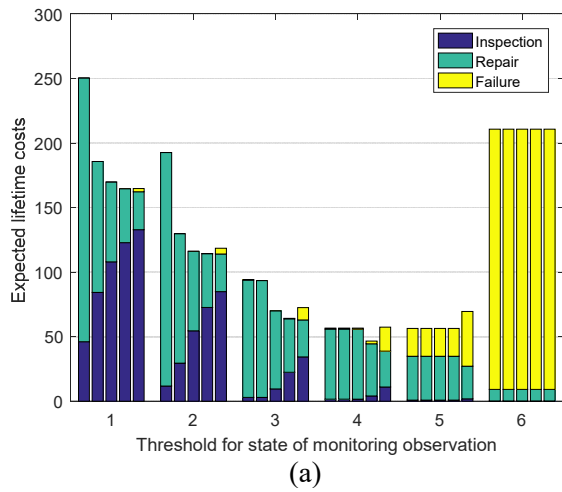 300
250
200
150
100
50
0
Expected lifetime costs
Inspection
Repair
Failure
1 2 3 4 5 6
Threshold for state of monitoring observation
(a)